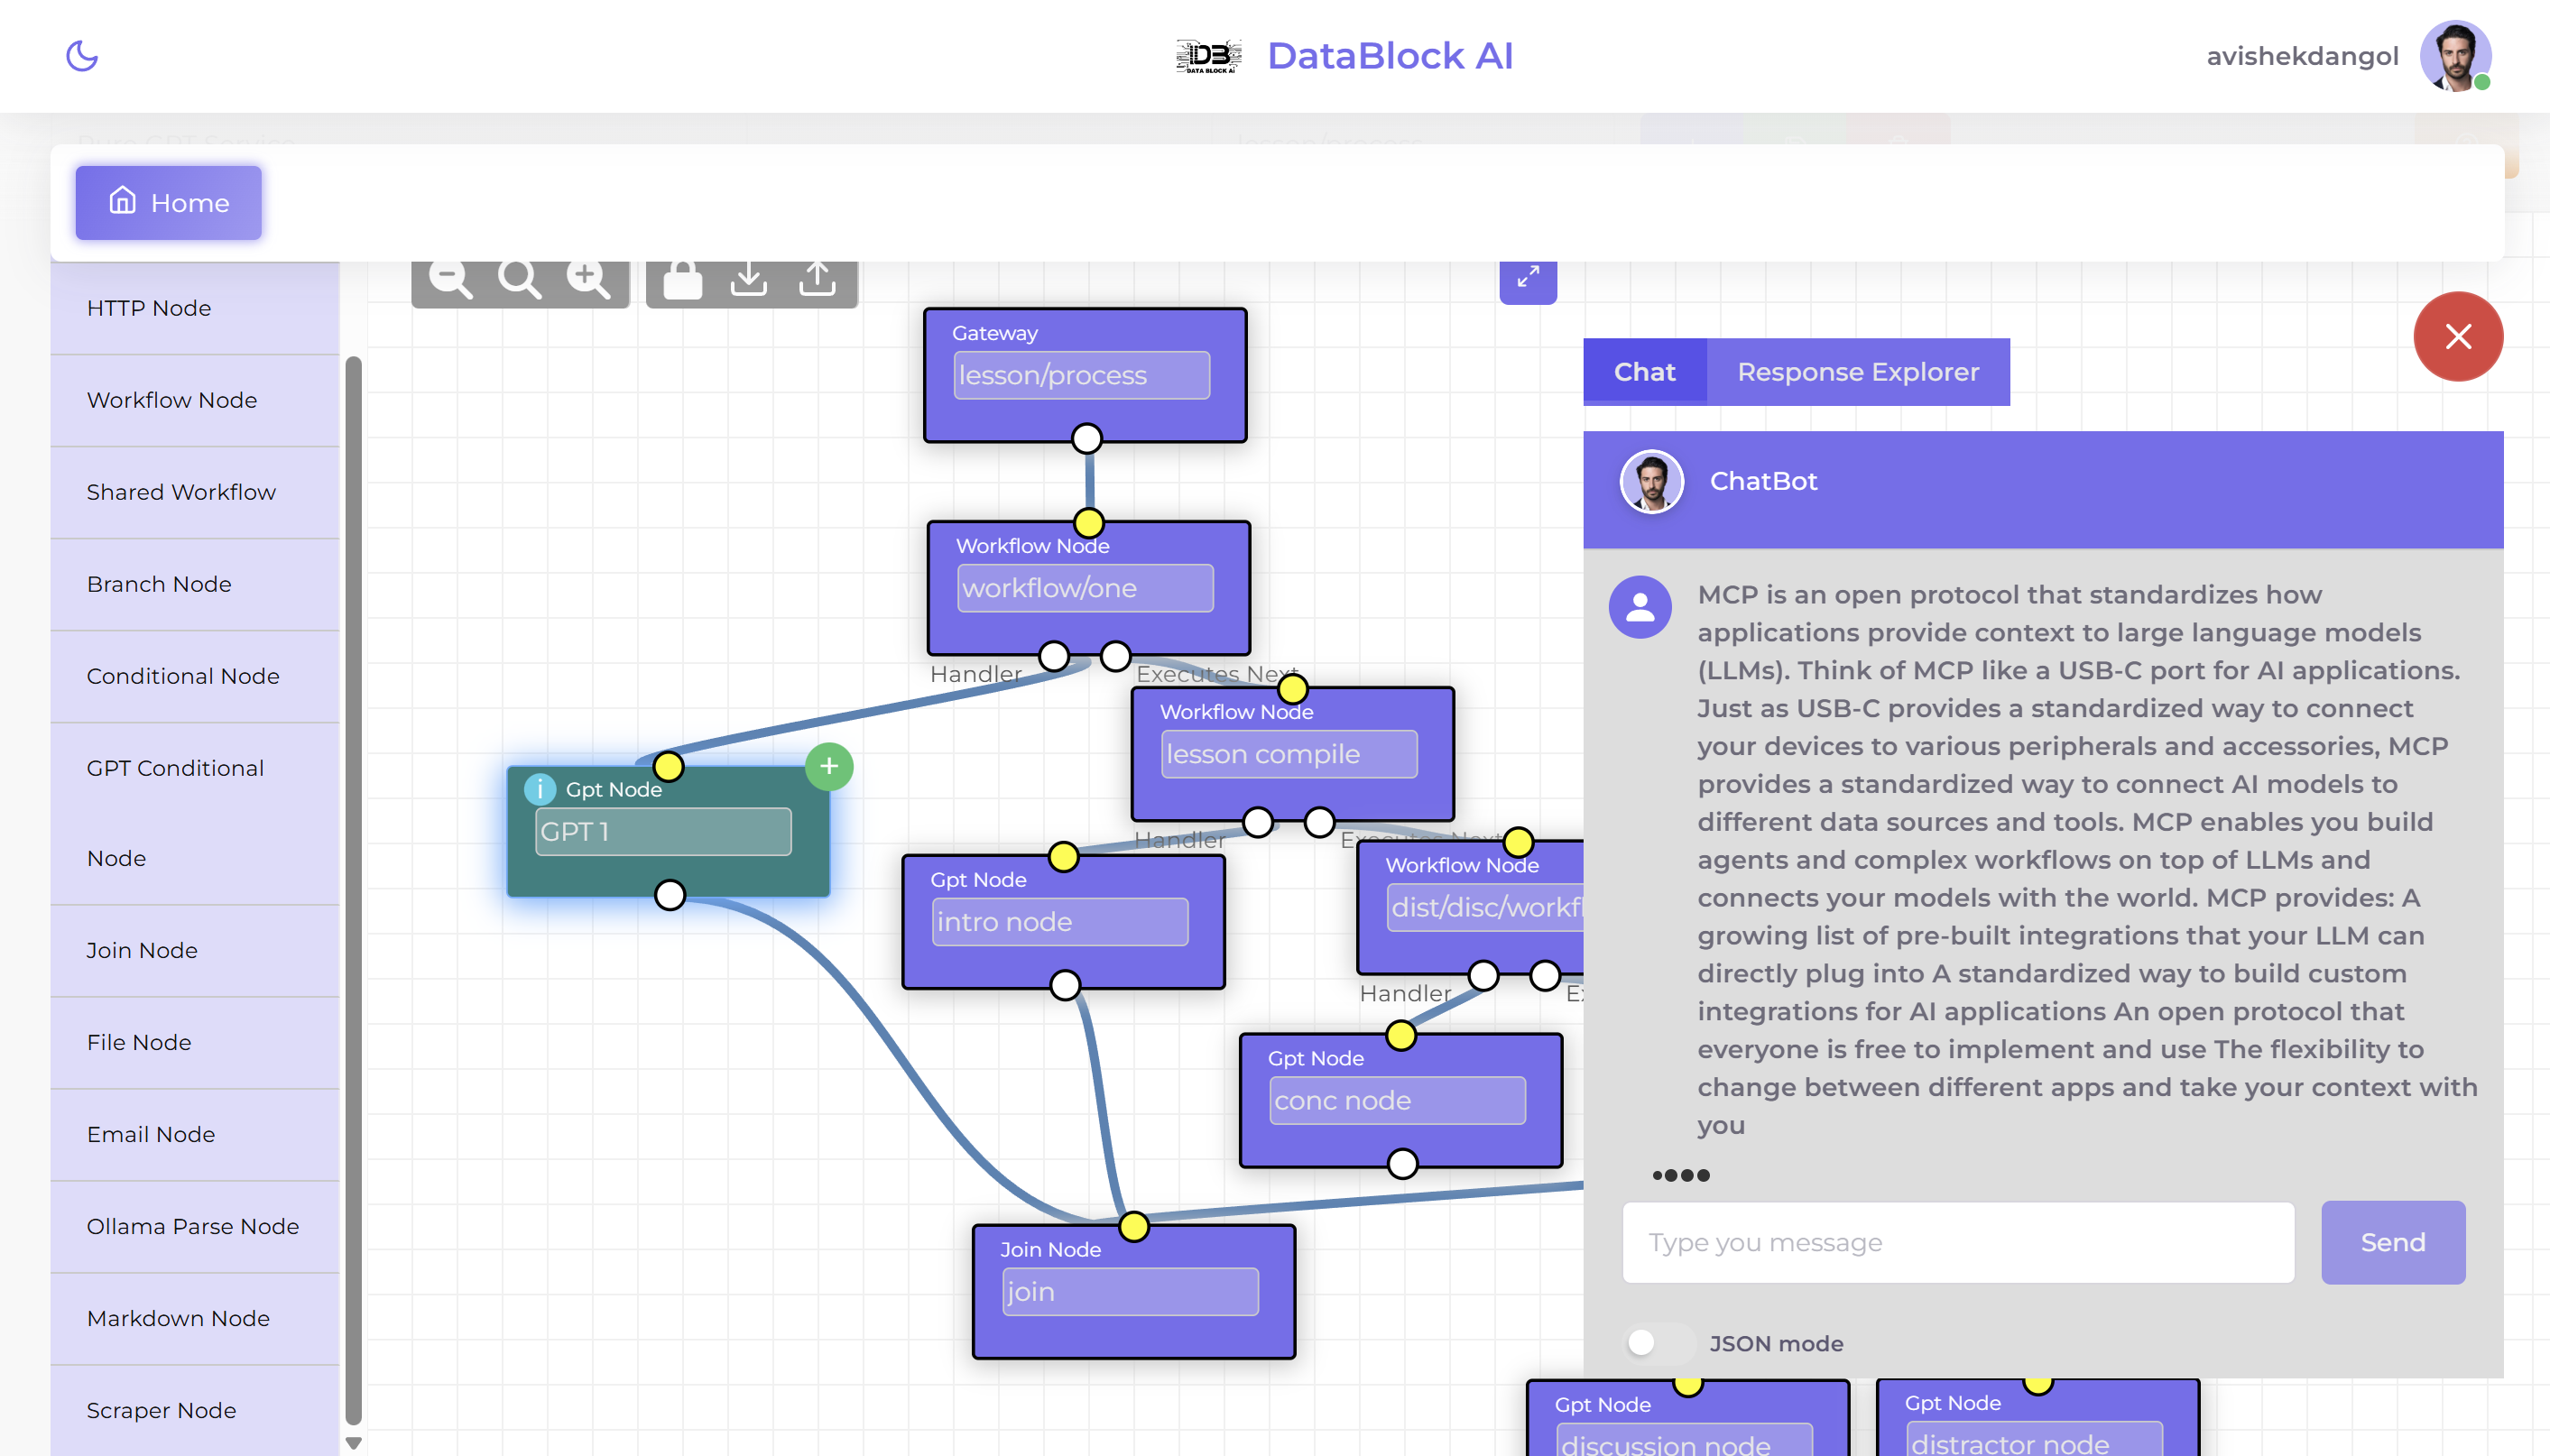 DB
DATA BLOCK AI
DataBlock AI
avishekdangol
Home
HTTP Node
Workflow Node
Shared Workflow
Branch Node
Conditional Node
GPT Conditional
Node
Join Node
File Node
Email Node
Ollama Parse Node
Markdown Node
Scraper Node
Gateway
lesson/process
Workflow Node
workflow/one
Handler
Executes Next
Workflow Node
lesson compile
Handler
Executes Next
i
Gpt Node
GPT 1
Gpt Node
intro node
Workflow Node
dist/disc/workfl
Handler
Ex
Gpt Node
conc node
Join Node
join
Chat
Response Explorer
ChatBot
MCP is an open protocol that standardizes how
applications provide context to large language models
(LLMs). Think of MCP like a USB-C port for AI applications.
Just as USB-C provides a standardized way to connect
your devices to various peripherals and accessories, MCP
provides a standardized way to connect AI models to
different data sources and tools. MCP enables you build
agents and complex workflows on top of LLMs and
connects your models with the world. MCP provides: A
growing list of pre-built integrations that your LLM can
directly plug into A standardized way to build custom
integrations for AI applications An open protocol that
everyone is free to implement and use The flexibility to
change between different apps and take your context with
you
Type you message
Send
JSON mode
Gpt Node
discussion node
Gpt Node
distractor node